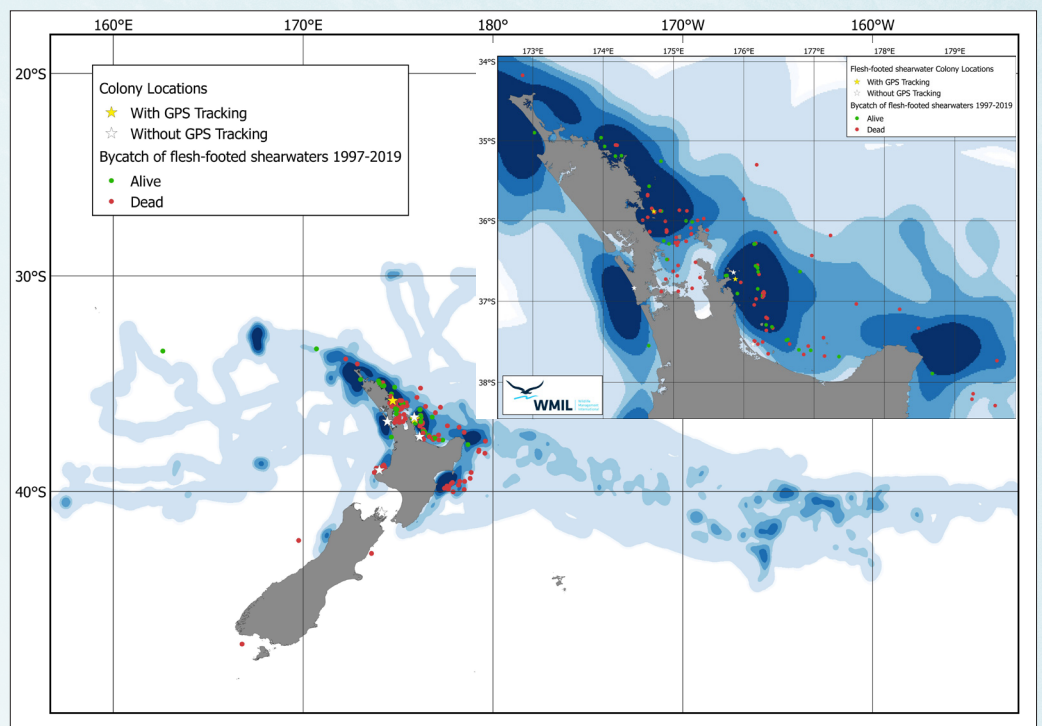 160°E
170°E
180°
170°W
160°W
20°S
30°S
40°S
Colony Locations
With GPS Tracking
Without GPS Tracking
Bycatch of flesh-footed shearwaters 1997-2019
Alive
Dead
173°E
174°E
175°E
176°E
177°E
178°E
179°E
34°S
35°S
36°S
37°S
38°S
Flesh-footed shearwater Colony Locations
With GPS Tracking
Without GPS Tracking
Bycatch of flesh-footed shearwaters 1997-2019
Alive
Dead
WMIL
Wildlife
Management
International